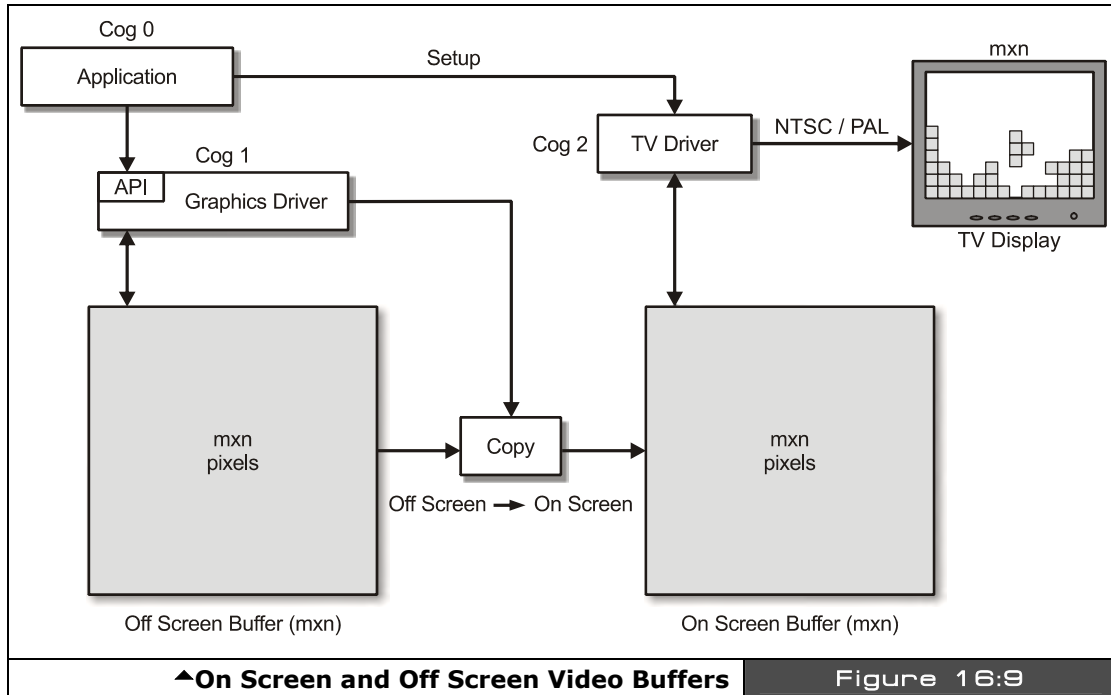 Cog 0
Application
Setup
mxn
Cog 1
API
Graphics Driver
Cog 2
TV Driver
NTSC / PAL
TV Display
mxn
pixels
Copy
mxn
pixels
Off Screen → On Screen
Off Screen Buffer (mxn)
On Screen Buffer (mxn)
▲On Screen and Off Screen Video Buffers
Figure 16:9